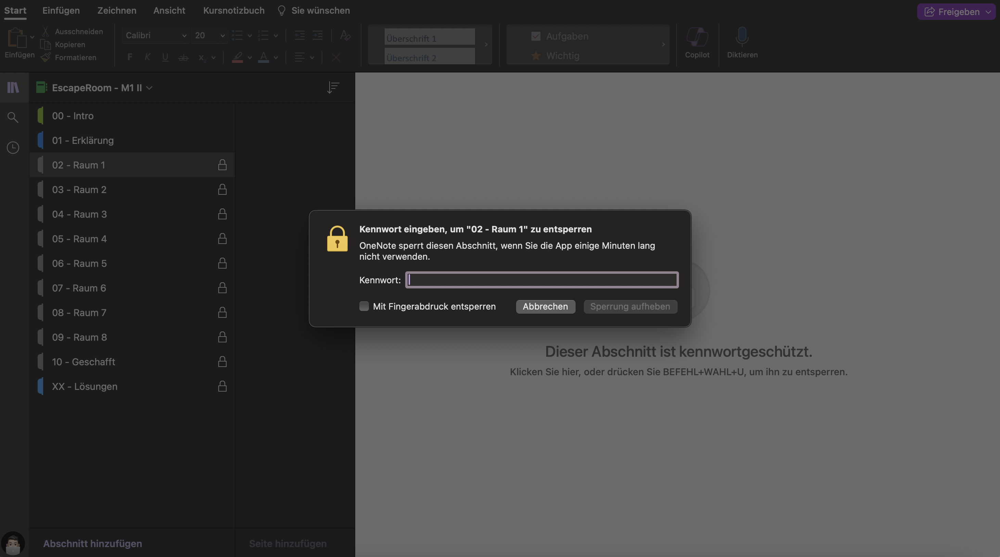 Start Einfügen Zeichnen Ansicht Kursnotizbuch Sie wünschen Freigeben
Einfügen
Ausschneiden
Kopieren
Formatieren
Calibri 20
F K U ab x₂ A
Überschrift 1
Überschrift 2
Aufgaben
Wichtig
Copilot
Diktieren
EscapeRoom - M1 II
00 - Intro
01 - Erklärung
02 - Raum 1
03 - Raum 2
04 - Raum 3
05 - Raum 4
06 - Raum 5
07 - Raum 6
08 - Raum 7
09 - Raum 8
10 - Geschafft
XX - Lösungen
Abschnitt hinzufügen
Seite hinzufügen
Kennwort eingeben, um "02 - Raum 1" zu entsperren
OneNote sperrt diesen Abschnitt, wenn Sie die App einige Minuten lang
nicht verwenden.
Kennwort:
Mit Fingerabdruck entsperren Abbrechen Sperrung aufheben
Dieser Abschnitt ist kennwortgeschützt.
Klicken Sie hier, oder drücken Sie BEFEHL+WAHL+U, um ihn zu entsperren.